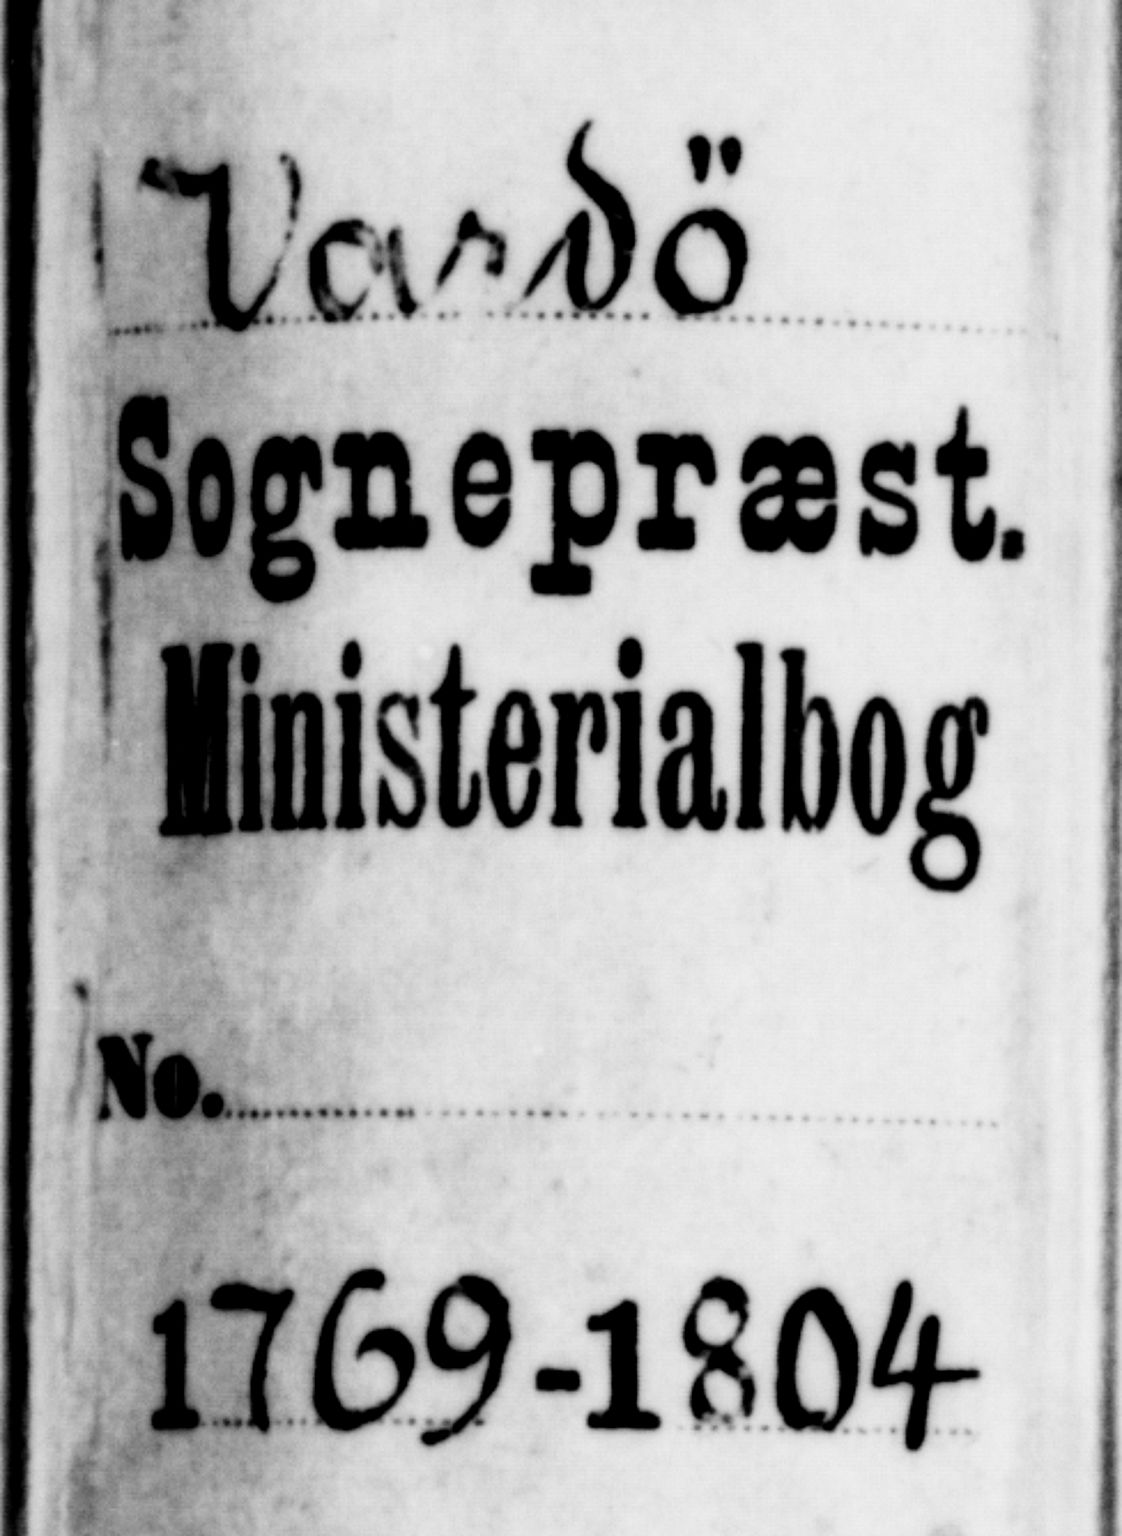 Vardö
Sognepræst.
Ministerialbog
No.
1769-1804